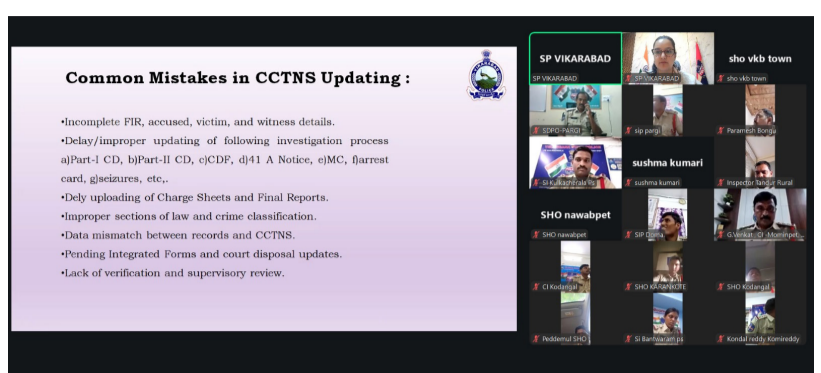 Common Mistakes in CCTNS Updating :
•Incomplete FIR, accused, victim, and witness details.
•Delay/improper updating of following investigation process
a)Part-I CD, b)Part-II CD, c)CDF, d)41 A Notice, e)MC, f)arrest
card, g)seizures, etc,.
•Dely uploading of Charge Sheets and Final Reports.
•Improper sections of law and crime classification.
•Data mismatch between records and CCTNS.
•Pending Integrated Forms and court disposal updates.
•Lack of verification and supervisory review.
SP VIKARABAD
SP VIKARABAD
SP VIKARABAD
sho vkb town
sho vkb town
SDPO-PARGI
sip pargi
Paramesh Bongu
SI Kulkacherala
sushma kumari
sushma kumari
Inspector Tandur Rural
SHO nawabpet
SHO nawabpet
SIP Doma
G.Venkat
CI -Mominpet
CI Kodangal
SHO KARANKOTE
SHO Kodangal
Peddemul SHO
Si Bantwaram ps
Kondal reddy Komireddy